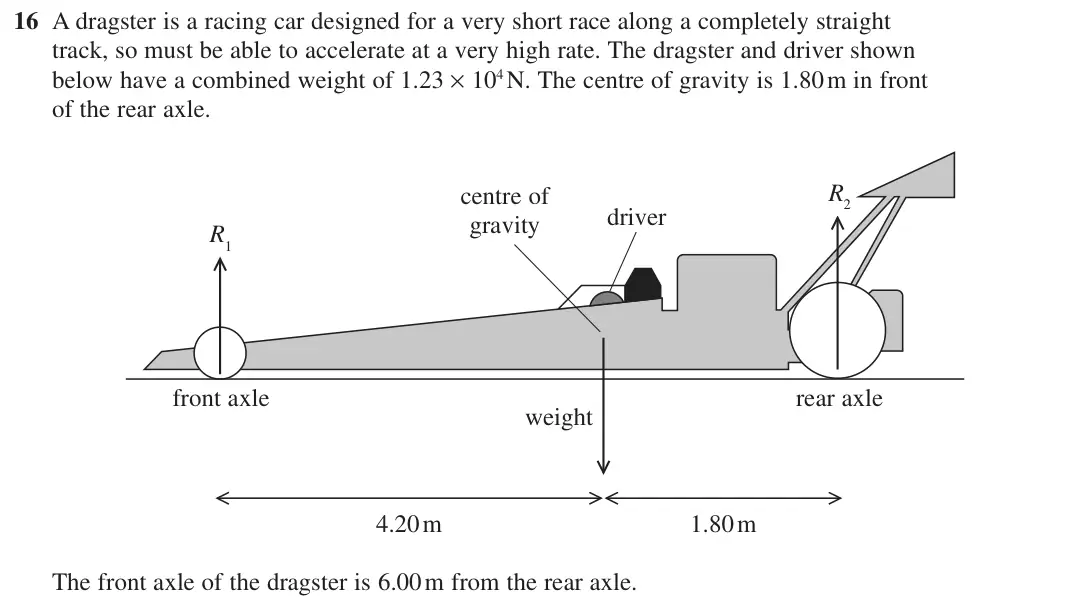 16 A dragster is a racing car designed for a very short race along a completely straight
track, so must be able to accelerate at a very high rate. The dragster and driver shown
below have a combined weight of 1.23 × 10⁴ N. The centre of gravity is 1.80 m in front
of the rear axle.
centre of
gravity
driver
R₂
R₁
front axle
rear axle
weight
4.20 m
1.80 m
The front axle of the dragster is 6.00 m from the rear axle.